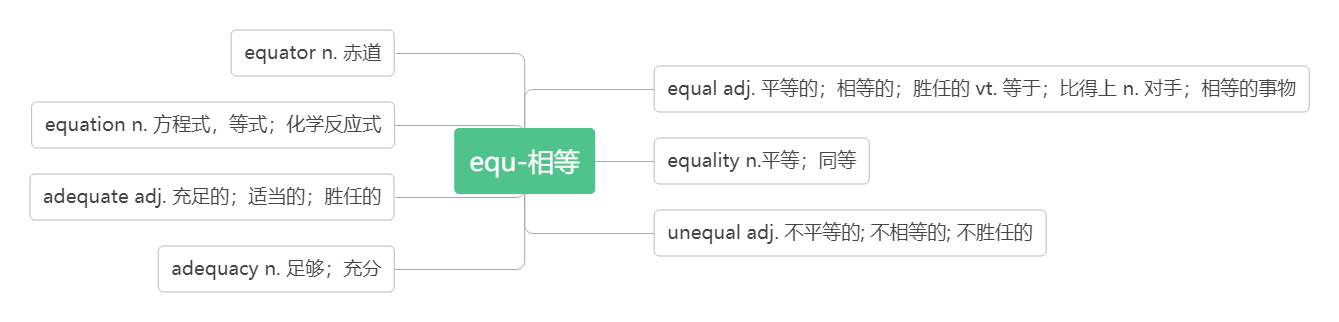 equ-相等
equal adj. 平等的；相等的；胜任的 vt. 等于；比得上 n. 对手；相等的事物
equality n.平等；同等
unequal adj. 不平等的; 不相等的; 不胜任的
equator n. 赤道
equation n. 方程式，等式；化学反应式
adequate adj. 充足的；适当的；胜任的
adequacy n. 足够；充分